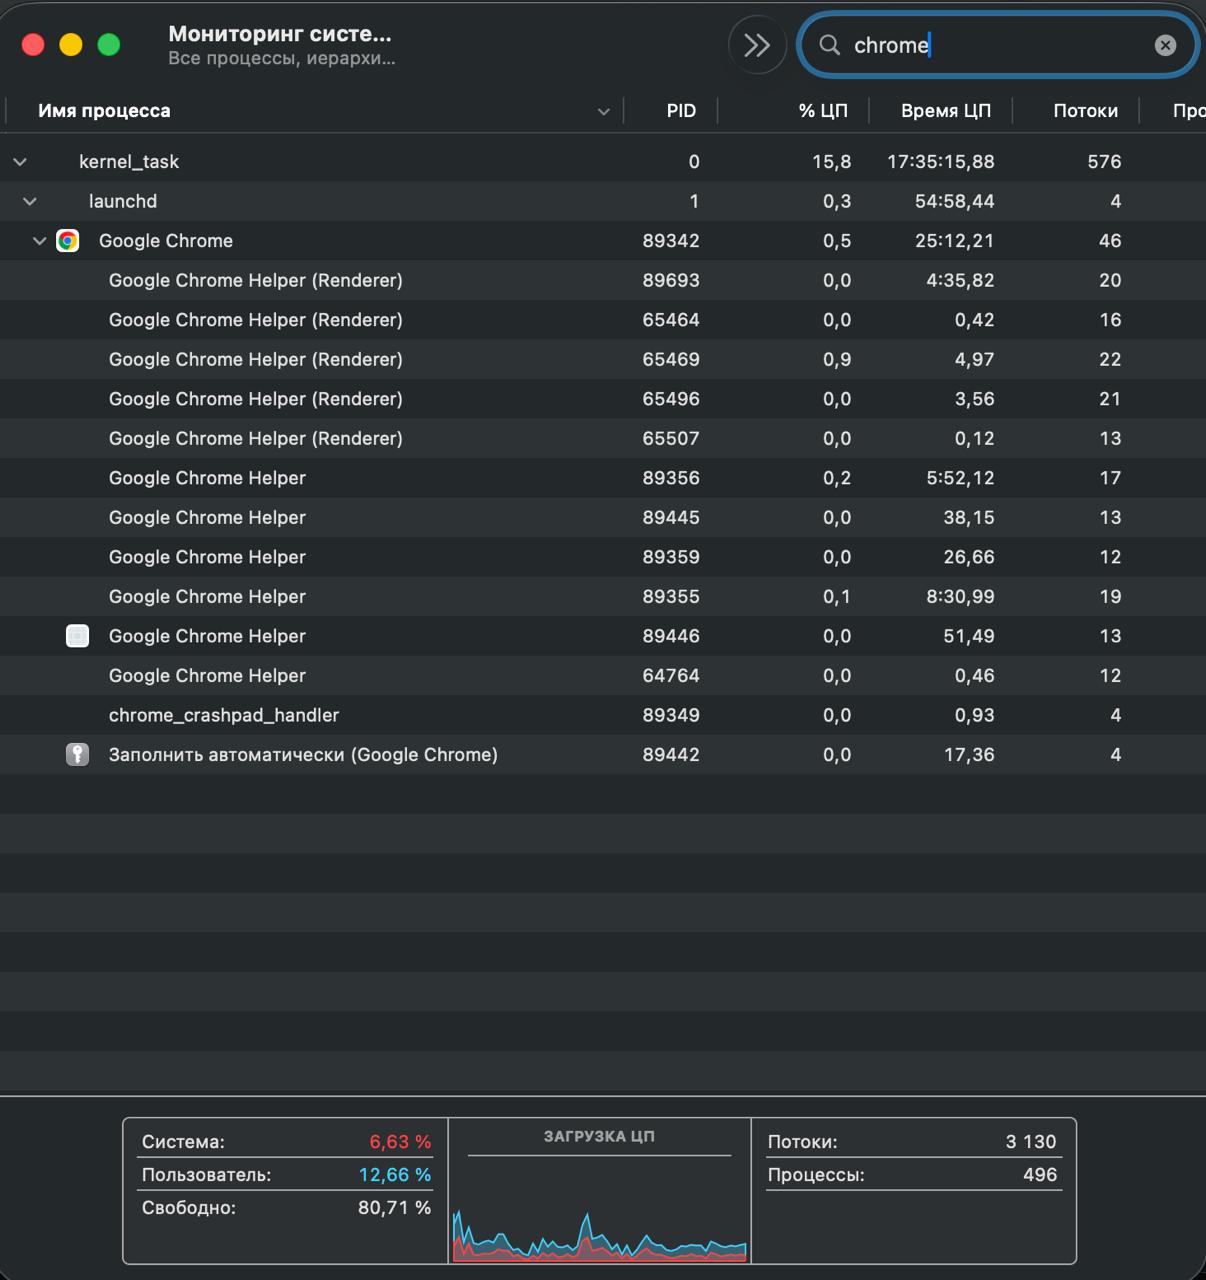 Мониторинг систе...
Все процессы, иерархи...
chrome
Имя процесса PID % ЦП Время ЦП Потоки Про
kernel_task 0 15,8 17:35:15,88 576
launchd 1 0,3 54:58,44 4
Google Chrome 89342 0,5 25:12,21 46
Google Chrome Helper (Renderer) 89693 0,0 4:35,82 20
Google Chrome Helper (Renderer) 65464 0,0 0,42 16
Google Chrome Helper (Renderer) 65469 0,9 4,97 22
Google Chrome Helper (Renderer) 65496 0,0 3,56 21
Google Chrome Helper (Renderer) 65507 0,0 0,12 13
Google Chrome Helper 89356 0,2 5:52,12 17
Google Chrome Helper 89445 0,0 38,15 13
Google Chrome Helper 89359 0,0 26,66 12
Google Chrome Helper 89355 0,1 8:30,99 19
Google Chrome Helper 89446 0,0 51,49 13
Google Chrome Helper 64764 0,0 0,46 12
chrome_crashpad_handler 89349 0,0 0,93 4
Заполнить автоматически (Google Chrome) 89442 0,0 17,36 4
Система: 6,63 %
Пользователь: 12,66 %
Свободно: 80,71 %
ЗАГРУЗКА ЦП
Потоки: 3 130
Процессы: 496